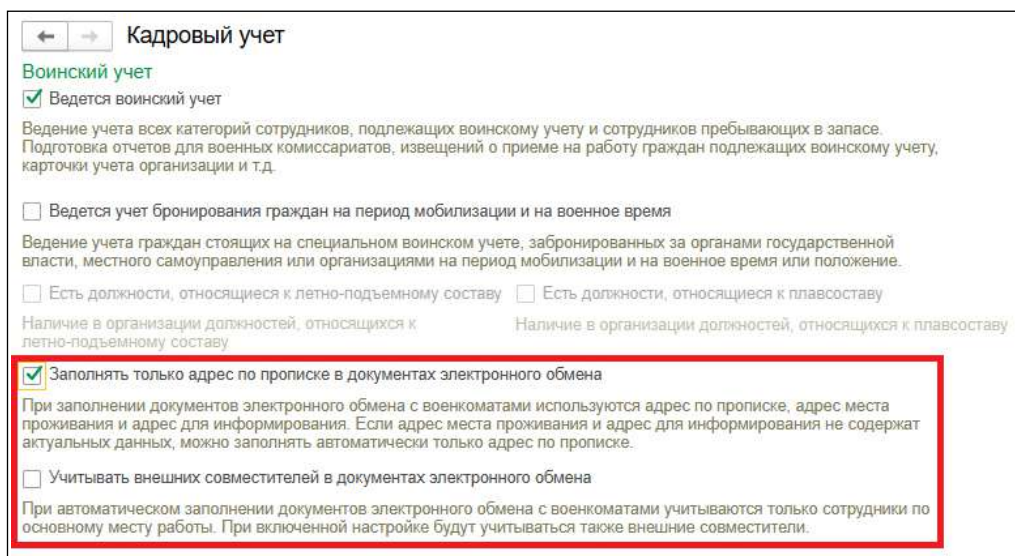 Кадровый учет
Воинский учет
Ведется воинский учет
Ведение учета всех категорий сотрудников, подлежащих воинскому учету и сотрудников пребывающих в запасе.
Подготовка отчетов для военных комиссариатов, извещений о приеме на работу граждан подлежащих воинскому учету,
карточки учета организации и т.д.
Ведется учет бронирования граждан на период мобилизации и на военное время
Ведение учета граждан стоящих на специальном воинском учете, забронированных за органами государственной
власти, местного самоуправления или организациями на период мобилизации и на военное время или положение.
Есть должности, относящиеся к летно-подъемному составу
Есть должности, относящиеся к плавсоставу
Наличие в организации должностей, относящихся к
летно-подъемному составу
Наличие в организации должностей, относящихся к плавсоставу
Заполнять только адрес по прописке в документах электронного обмена
При заполнении документов электронного обмена с военкоматами используются адрес по прописке, адрес места
проживания и адрес для информирования. Если адрес места проживания и адрес для информирования не содержат
актуальных данных, можно заполнять автоматически только адрес по прописке.
Учитывать внешних совместителей в документах электронного обмена
При автоматическом заполнении документов электронного обмена с военкоматами учитываются только сотрудники по
основному месту работы. При включенной настройке будут учитываться также внешние совместители.